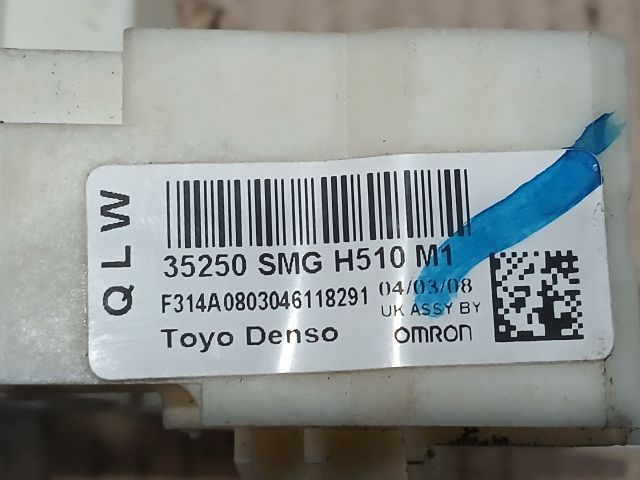 QLW
35250 SMG H510 M1
F314A0803046118291 04/03/08
UK ASSY BY
Toyo Denso OMRON